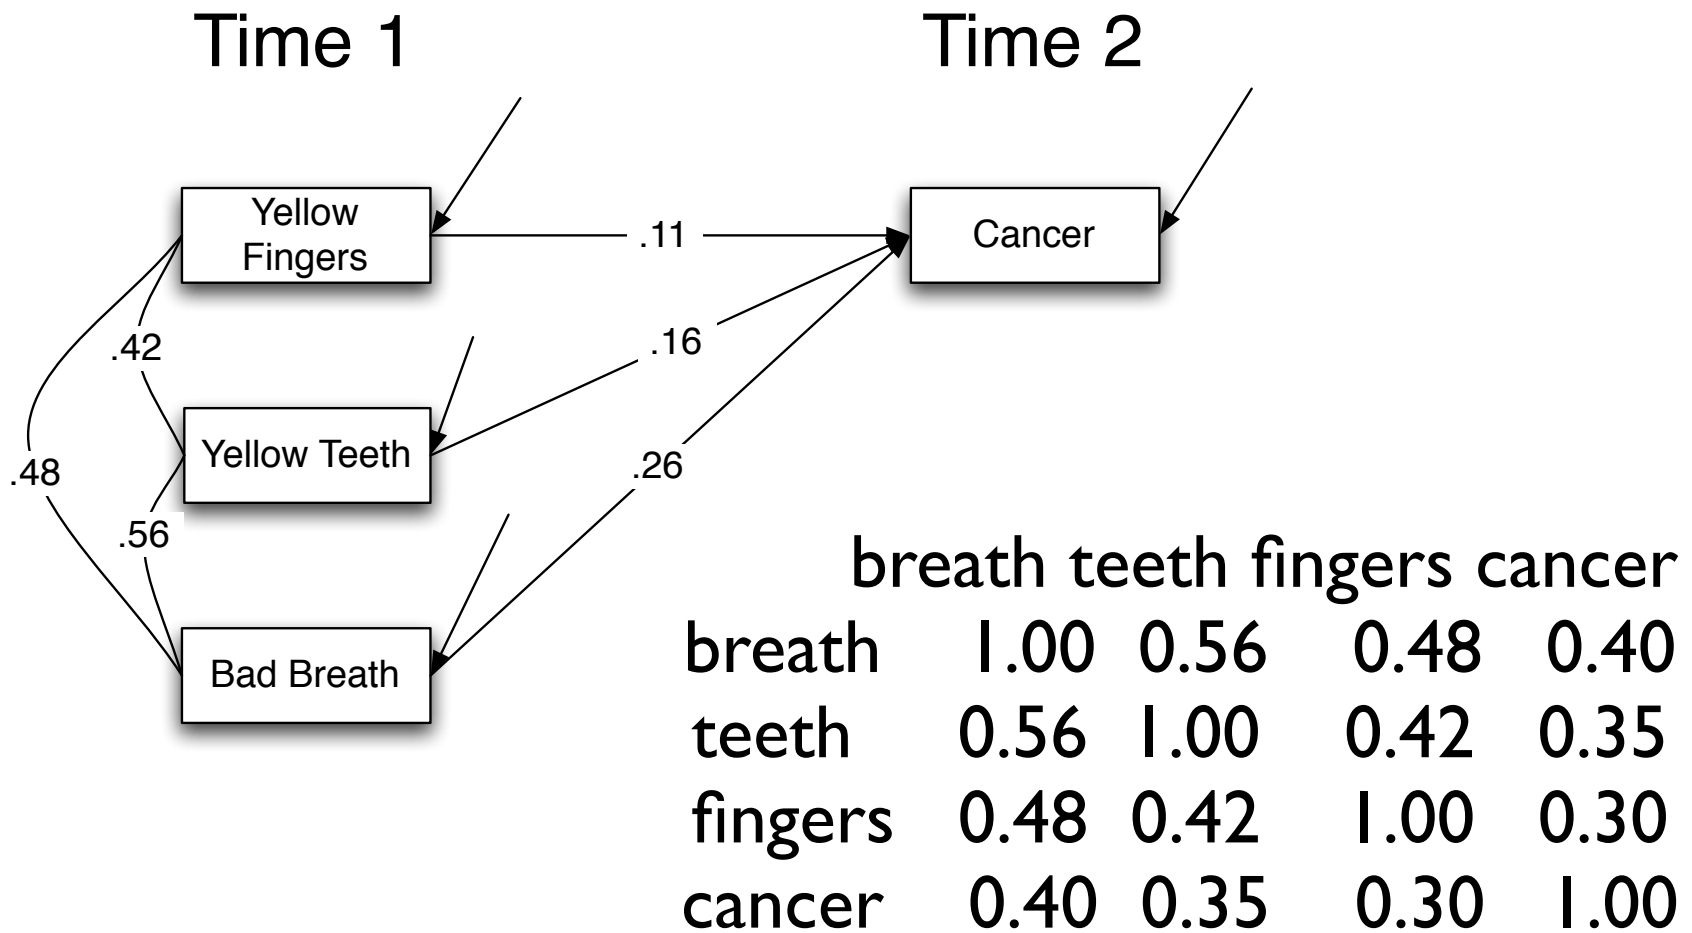 Time 1
Time 2
Yellow
Fingers
.11
Cancer
.42
.16
Yellow Teeth
.48
.26
.56
Bad Breath
breath teeth fingers cancer
breath 1.00 0.56 0.48 0.40
teeth 0.56 1.00 0.42 0.35
fingers 0.48 0.42 1.00 0.30
cancer 0.40 0.35 0.30 1.00